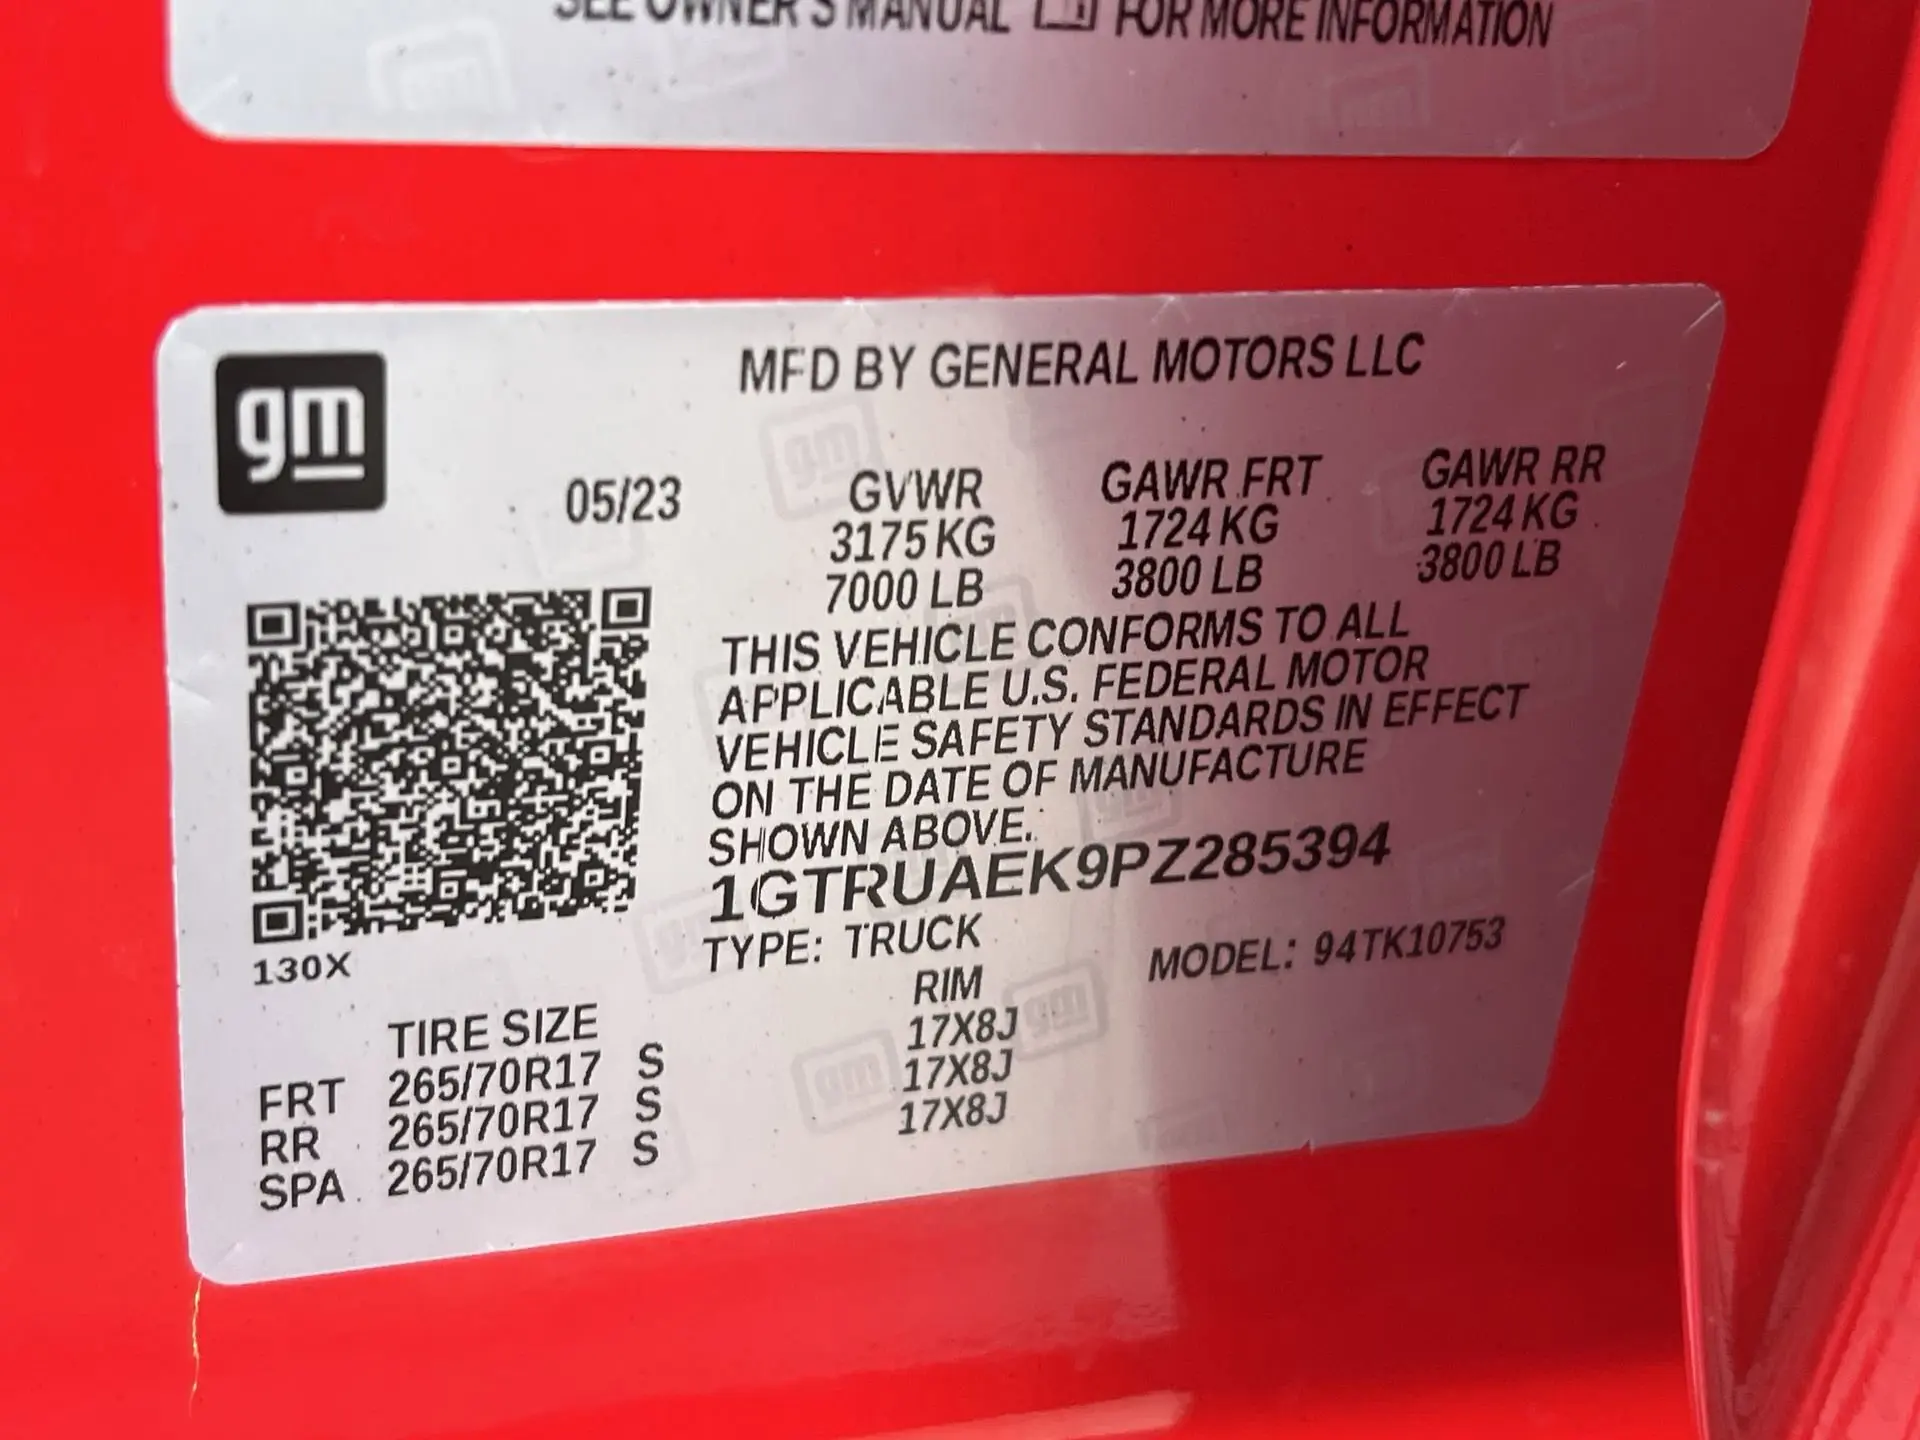 SEE OWNER'S MANUAL FOR MORE INFORMATION
gm
MFD BY GENERAL MOTORS LLC
05/23
GVWR GAWR FRT GAWR RR
3175 KG 1724 KG 1724 KG
7000 LB 3800 LB 3800 LB
THIS VEHICLE CONFORMS TO ALL
APPLICABLE U.S. FEDERAL MOTOR
VEHICLE SAFETY STANDARDS IN EFFECT
ON THE DATE OF MANUFACTURE
SHOWN ABOVE.
1GTRUAEK9PZ285394
TYPE: TRUCK MODEL: 94TK10753
130X
TIRE SIZE RIM
FRT 265/70R17 S 17X8J
RR 265/70R17 S 17X8J
SPA 265/70R17 S 17X8J